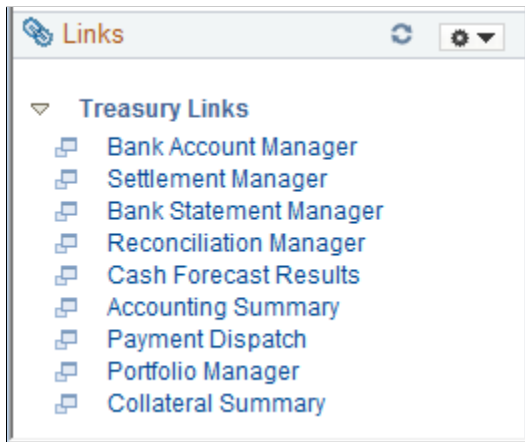 Links
Treasury Links
Bank Account Manager
Settlement Manager
Bank Statement Manager
Reconciliation Manager
Cash Forecast Results
Accounting Summary
Payment Dispatch
Portfolio Manager
Collateral Summary